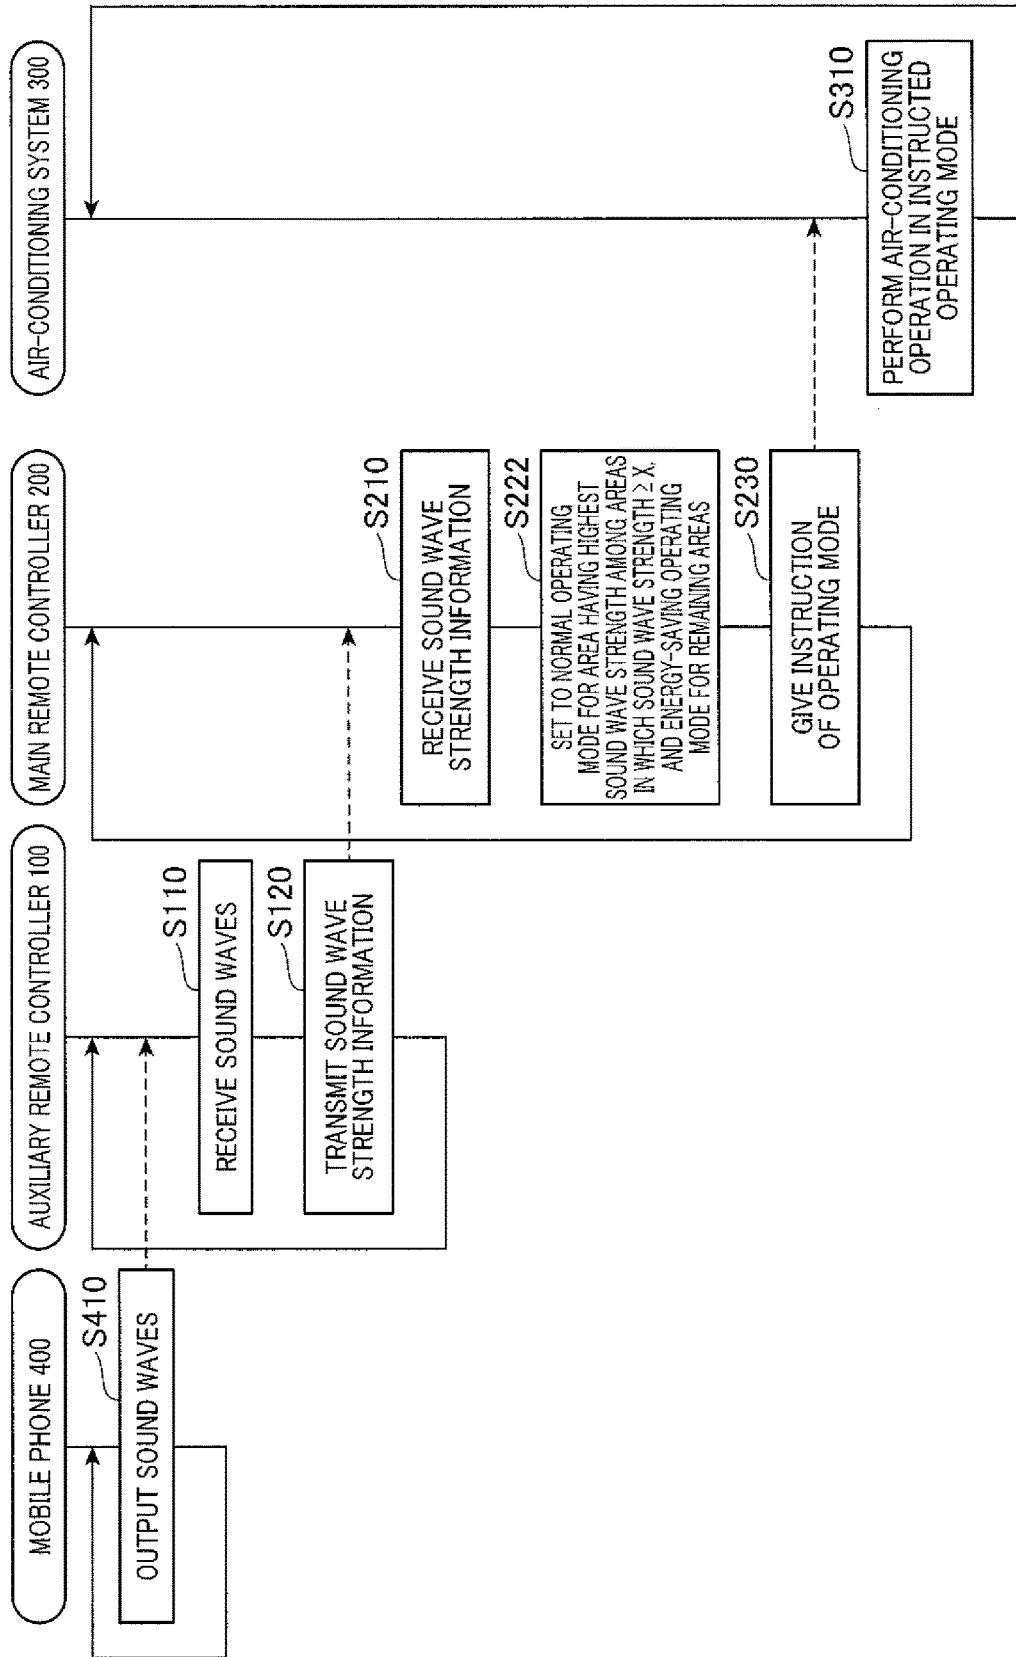 MOBILE PHONE 400
S410
OUTPUT SOUND WAVES
AUXILIARY REMOTE CONTROLLER 100
S110
RECEIVE SOUND WAVES
S120
TRANSMIT SOUND WAVE
STRENGTH INFORMATION
MAIN REMOTE CONTROLLER 200
S210
RECEIVE SOUND WAVE
STRENGTH INFORMATION
S222
SET TO NORMAL OPERATING
MODE FOR AREA HAVING HIGHEST
SOUND WAVE STRENGTH AMONG AREAS
IN WHICH SOUND WAVE STRENGTH ≥ X,
AND ENERGY-SAVING OPERATING
MODE FOR REMAINING AREAS
S230
GIVE INSTRUCTION
OF OPERATING MODE
AIR-CONDITIONING SYSTEM 300
S310
PERFORM AIR-CONDITIONING
OPERATION IN INSTRUCTED
OPERATING MODE